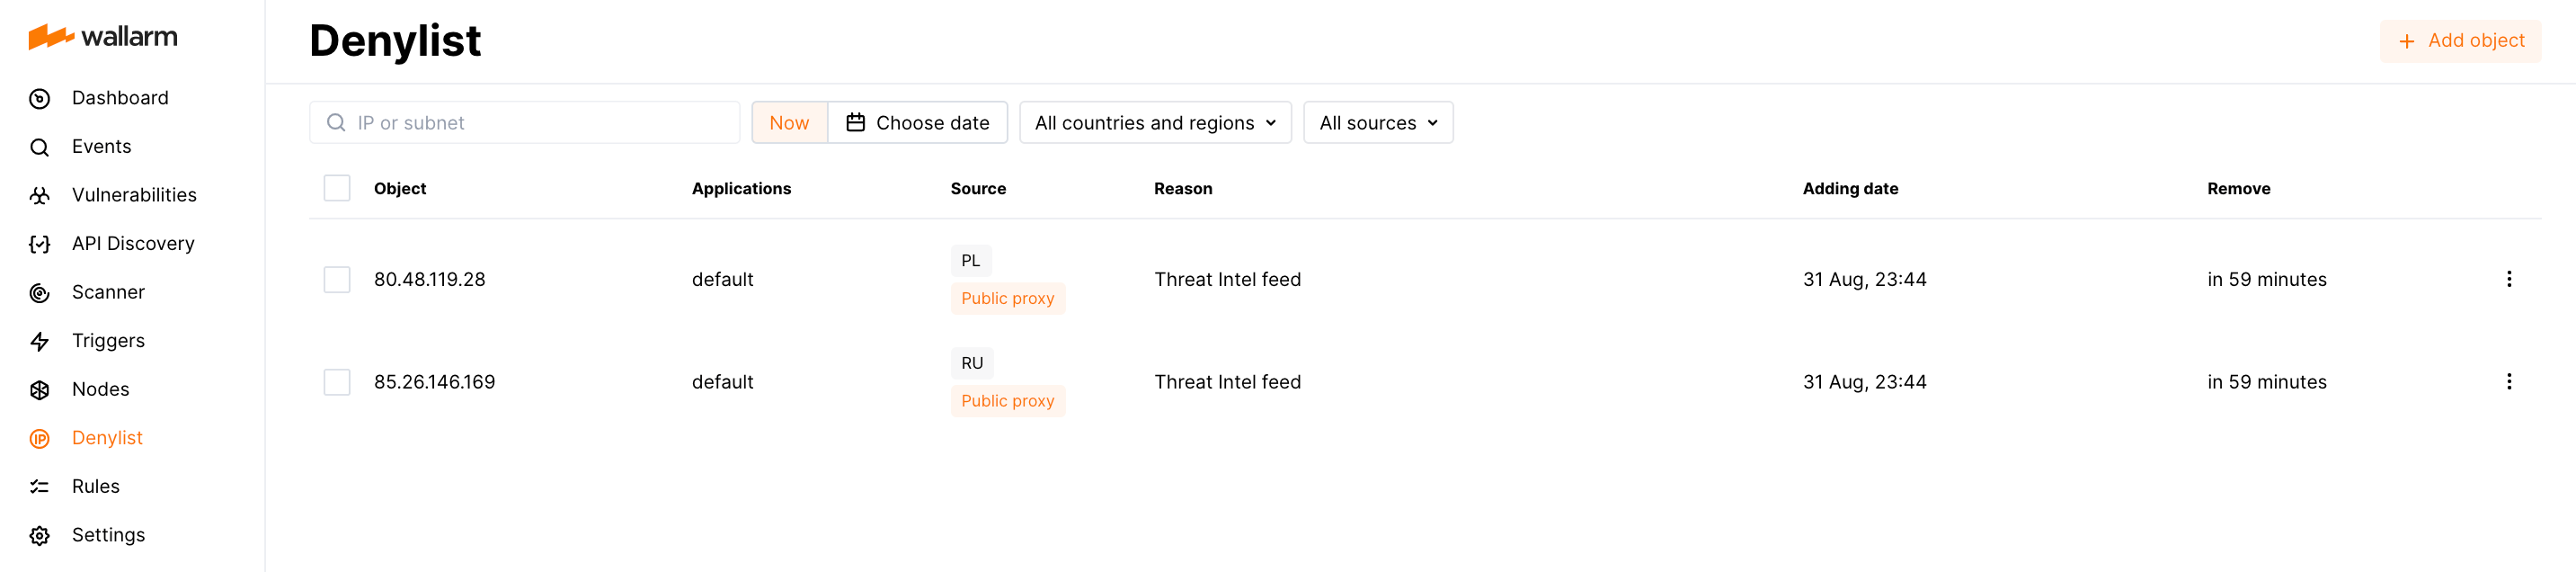 wallarm
Dashboard
Events
Vulnerabilities
API Discovery
Scanner
Triggers
Nodes
IP Denylist
Rules
Settings
Denylist
+ Add object
IP or subnet
Now Choose date All countries and regions All sources
Object Applications Source Reason Adding date Remove
80.48.119.28 default PL Public proxy Threat Intel feed 31 Aug, 23:44 in 59 minutes
85.26.146.169 default RU Public proxy Threat Intel feed 31 Aug, 23:44 in 59 minutes